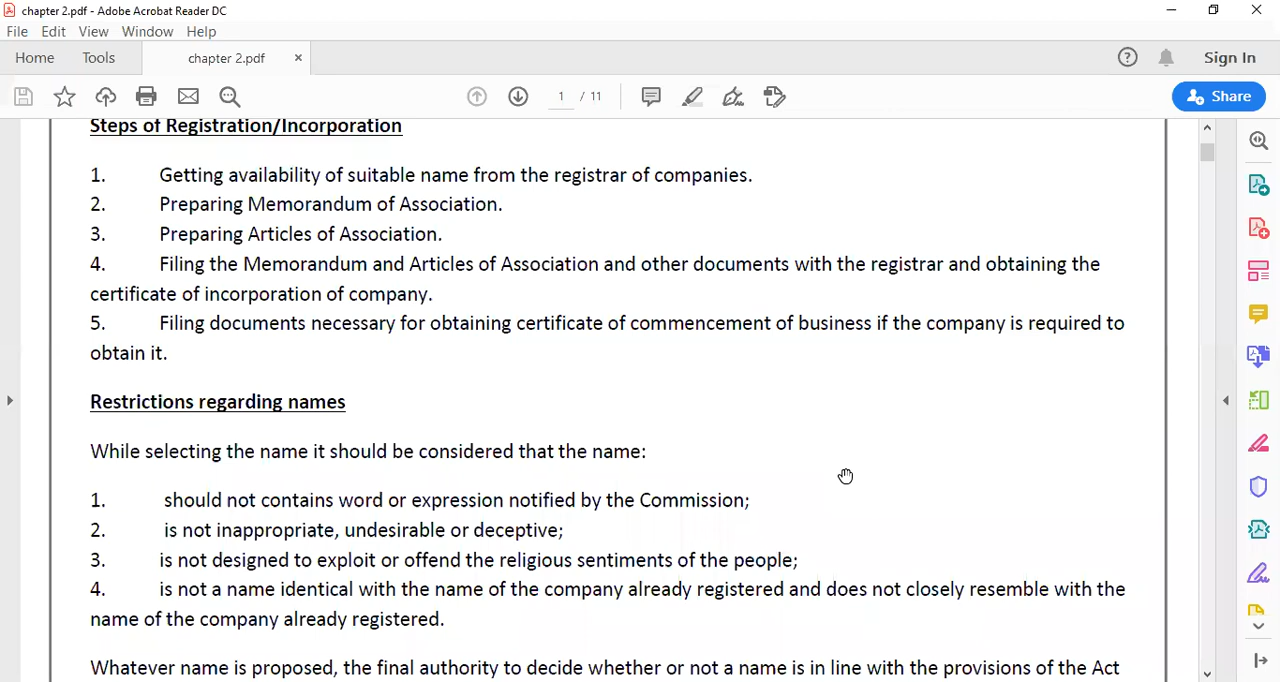 chapter 2.pdf - Adobe Acrobat Reader DC
File Edit View Window Help
Home Tools chapter 2.pdf × Sign In
1 / 11 Share
Steps of Registration/Incorporation
1. Getting availability of suitable name from the registrar of companies.
2. Preparing Memorandum of Association.
3. Preparing Articles of Association.
4. Filing the Memorandum and Articles of Association and other documents with the registrar and obtaining the
certificate of incorporation of company.
5. Filing documents necessary for obtaining certificate of commencement of business if the company is required to
obtain it.
Restrictions regarding names
While selecting the name it should be considered that the name:
1. should not contains word or expression notified by the Commission;
2. is not inappropriate, undesirable or deceptive;
3. is not designed to exploit or offend the religious sentiments of the people;
4. is not a name identical with the name of the company already registered and does not closely resemble with the
name of the company already registered.
Whatever name is proposed, the final authority to decide whether or not a name is in line with the provisions of the Act